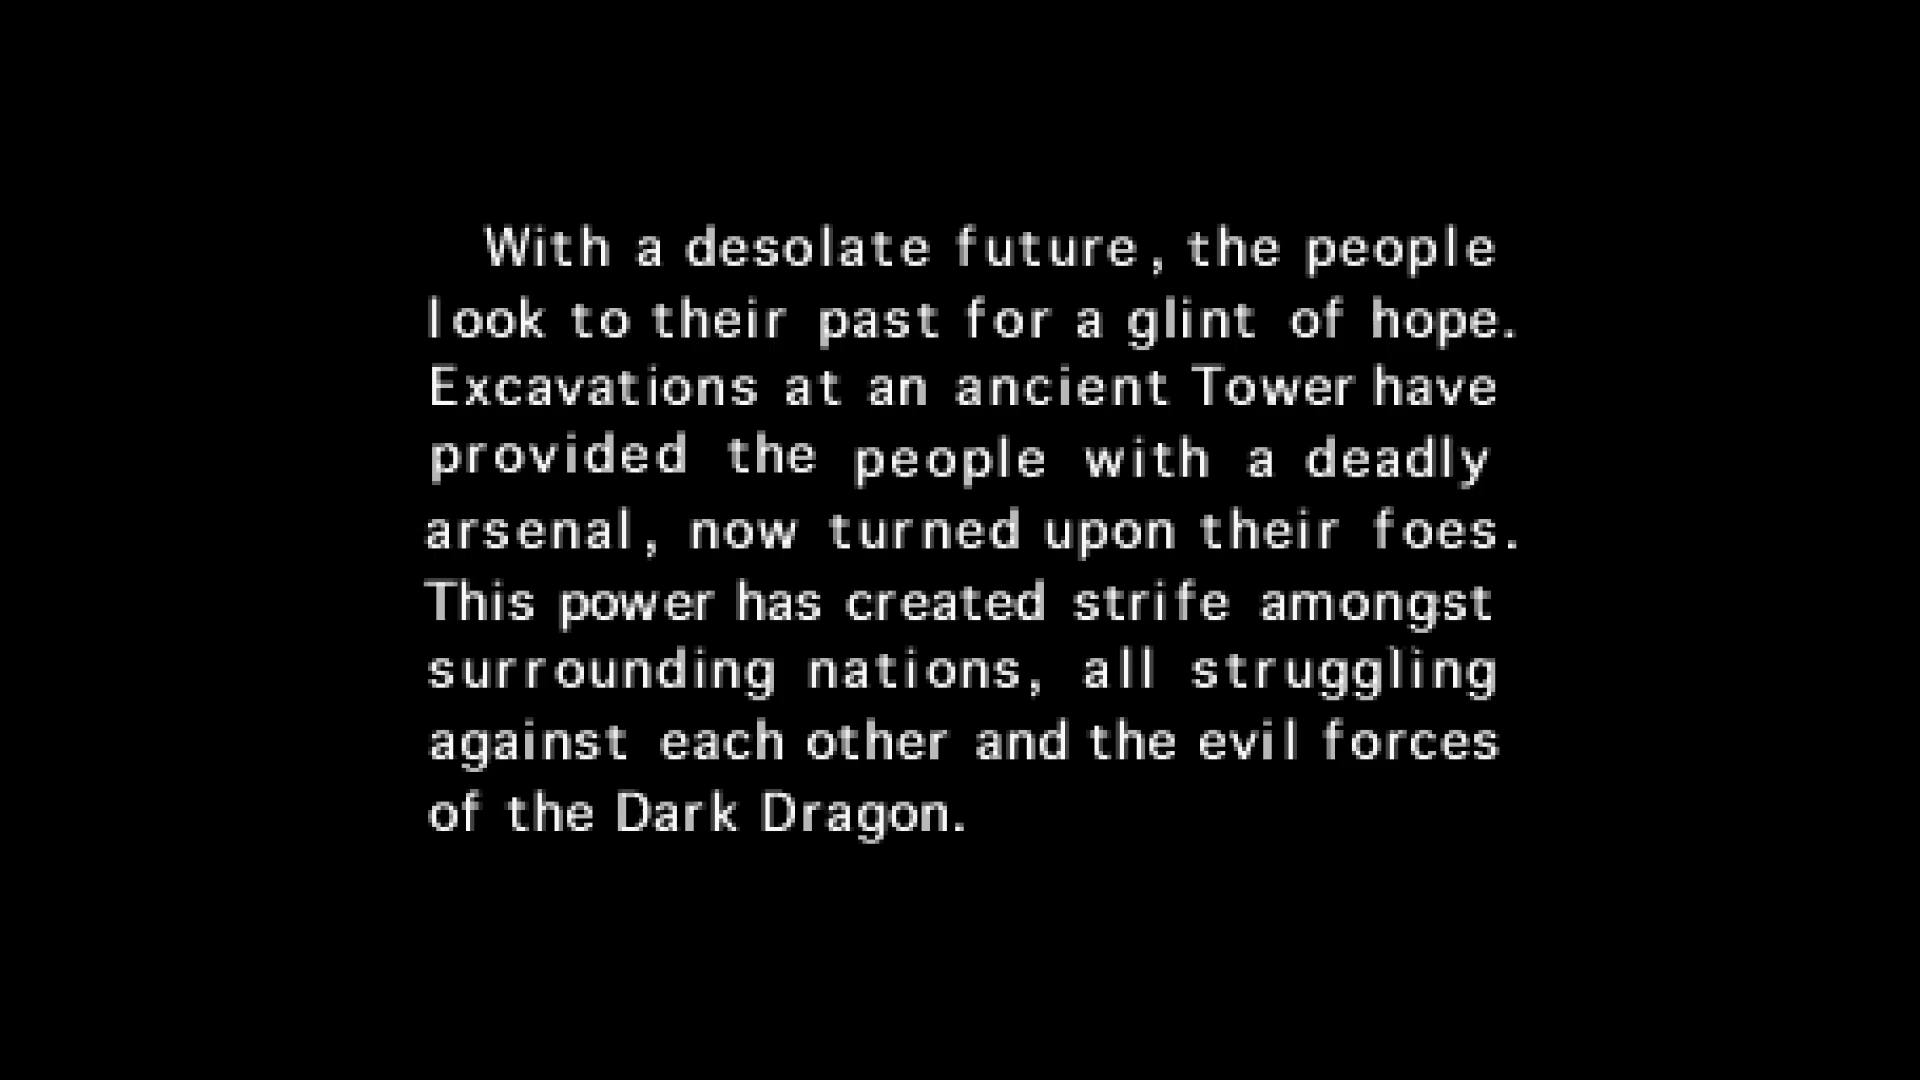 With a desolate future, the people
look to their past for a glint of hope.
Excavations at an ancient Tower have
provided the people with a deadly
arsenal, now turned upon their foes.
This power has created strife amongst
surrounding nations, all struggling
against each other and the evil forces
of the Dark Dragon.